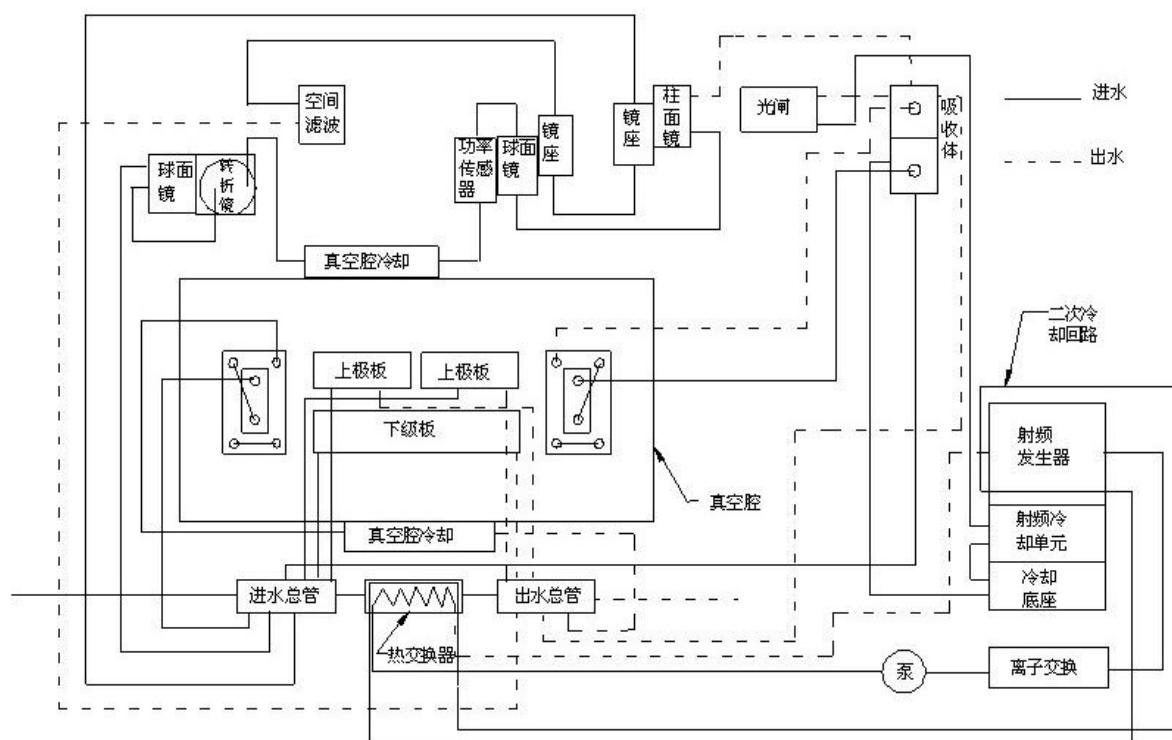 空间
滤波
球面
镜
转
折
镜
功率
传感
器
球面
镜
镜
座
镜
座
柱
面
镜
光闸
吸
收
体
进水
出水
真空腔冷却
上极板
上极板
下级板
真空腔
真空腔冷却
二次冷
却回路
射频
发生器
射频冷
却单元
冷却
底座
进水总管
热交换器
出水总管
泵
离子交换